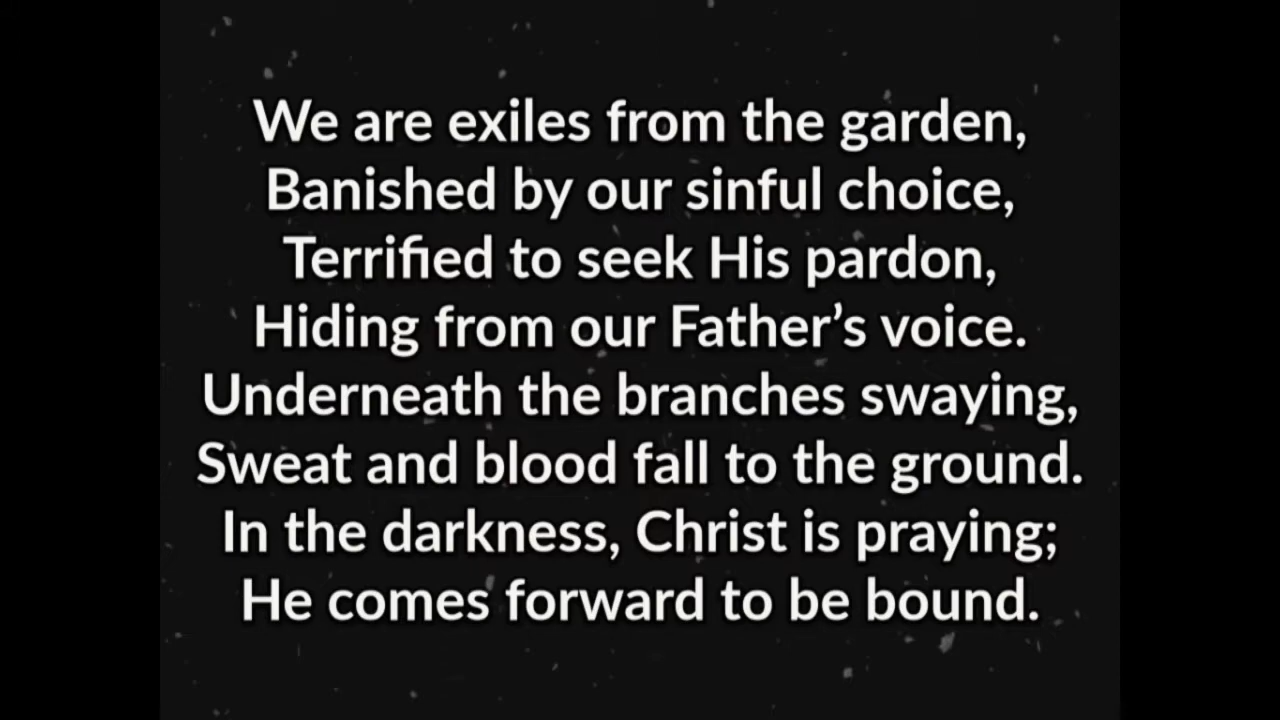 We are exiles from the garden,
Banished by our sinful choice,
Terrified to seek His pardon,
Hiding from our Father’s voice.
Underneath the branches swaying,
Sweat and blood fall to the ground.
In the darkness, Christ is praying;
He comes forward to be bound.